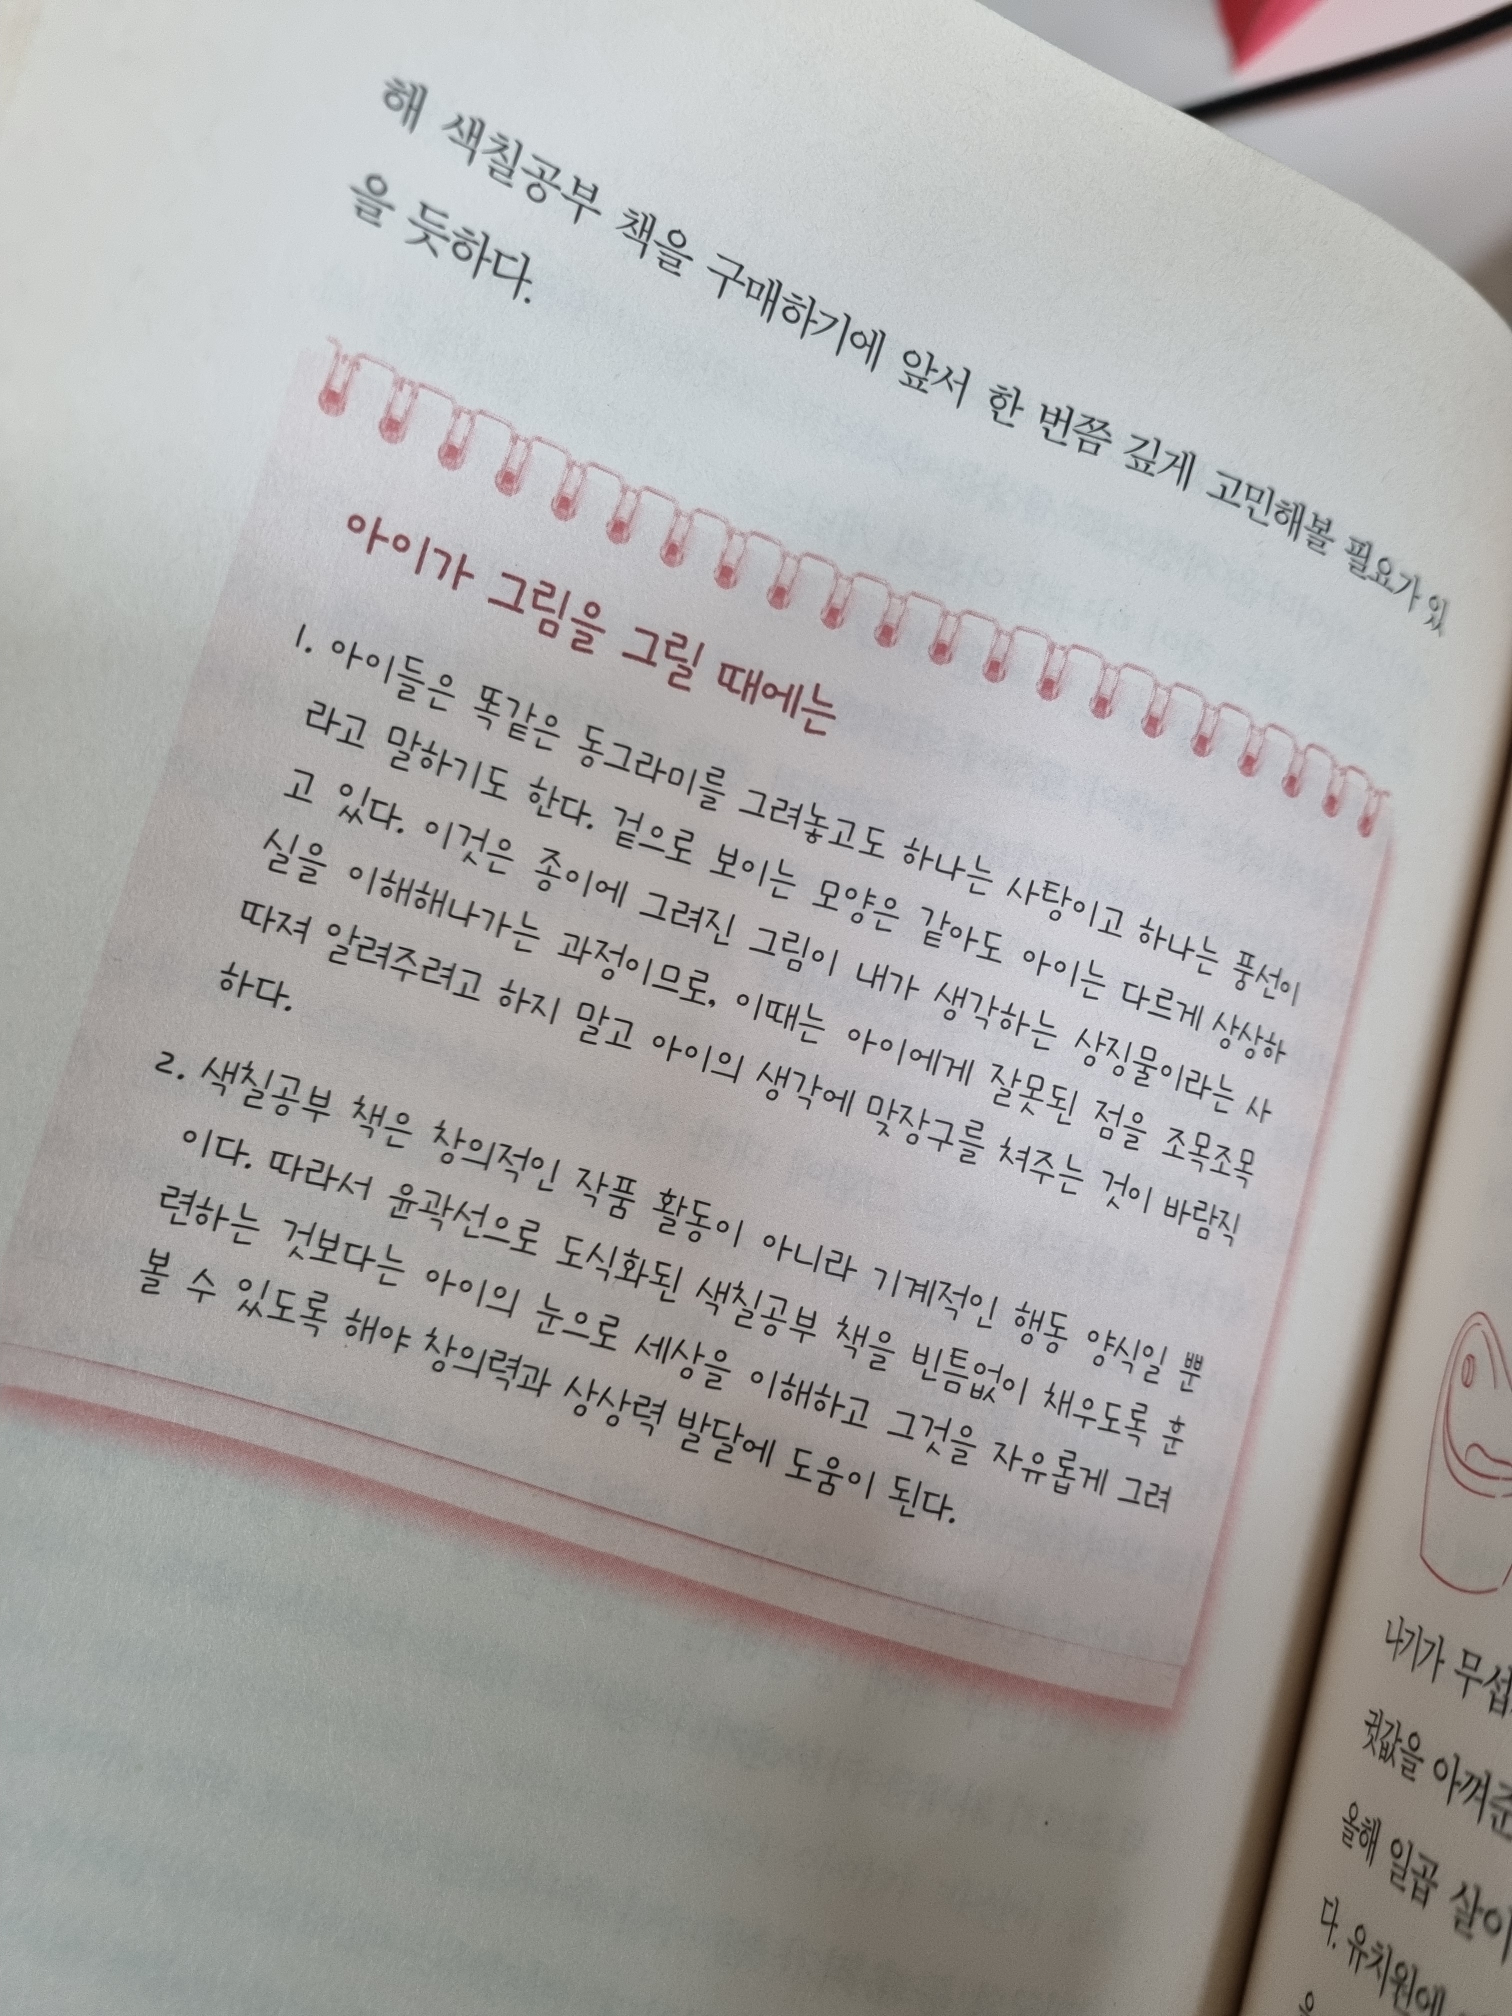 해 색칠공부 책을 구매하기에 앞서 한 번쯤 깊게 고민해볼 필요가 있
을 듯하다.
아이가 그림을 그릴 때에는
1. 아이들은 똑같은 동그라미를 그려놓고도 하나는 사탕이고 하나는 풍선이
라고 말하기도 한다. 겉으로 보이는 모양은 같아도 아이는 다르게 상상하
고 있다. 이것은 종이에 그려진 그림이 내가 생각하는 상징물이라는 사
실을 이해해나가는 과정이므로, 이때는 아이에게 잘못된 점을 조목조목
따져 알려주려고 하지 말고 아이의 생각에 맞장구를 쳐주는 것이 바람직
하다.
2. 색칠공부 책은 창의적인 작품 활동이 아니라 기계적인 행동 양식일 뿐
이다. 따라서 윤곽선으로 도식화된 색칠공부 책을 빈틈없이 채우도록 훈
련하는 것보다는 아이의 눈으로 세상을 이해하고 그것을 자유롭게 그려
볼 수 있도록 해야 창의력과 상상력 발달에 도움이 된다.
나기가 무섭
귓값을 아껴준
올해 일곱 살이
다. 유치원에